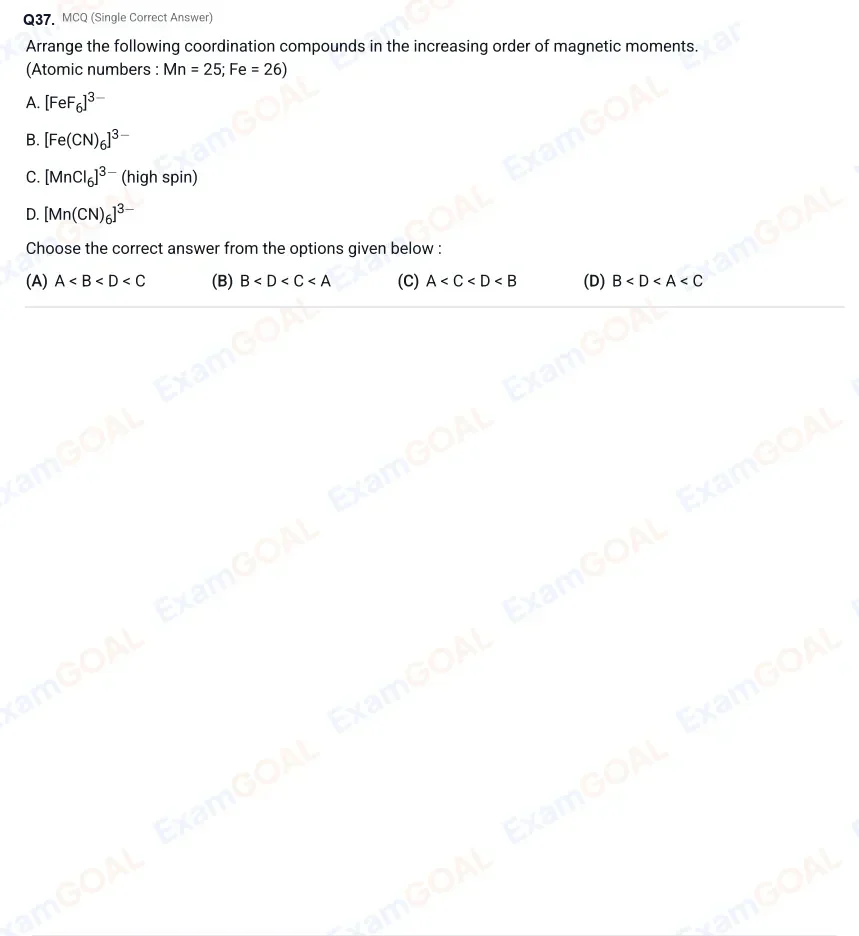 Q37. MCQ (Single Correct Answer)
Arrange the following coordination compounds in the increasing order of magnetic moments.
(Atomic numbers : Mn = 25; Fe = 26)
A. [FeF₆]³⁻
B. [Fe(CN)₆]³⁻
C. [MnCl₆]³⁻ (high spin)
D. [Mn(CN)₆]³⁻
Choose the correct answer from the options given below :
(A) A < B < D < C (B) B < D < C < A (C) A < C < D < B (D) B < D < A < C
ExamGOAL